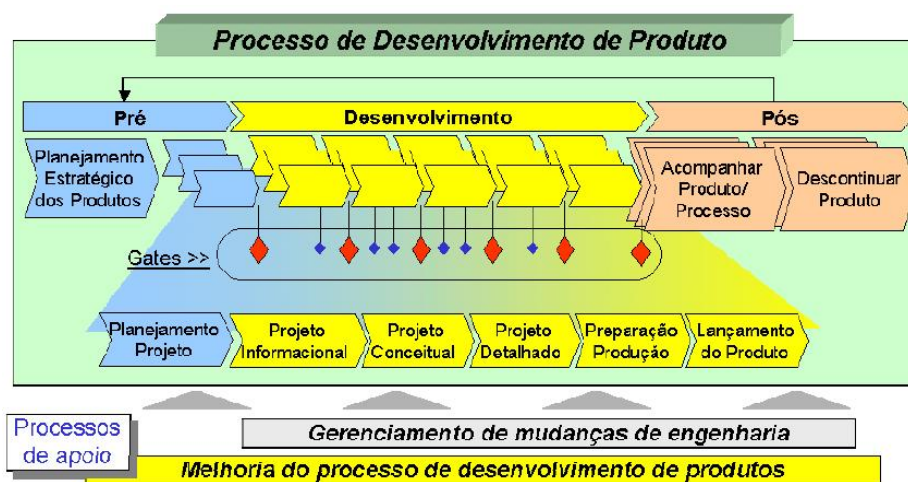 Processo de Desenvolvimento de Produto
Pré
Desenvolvimento
Pós
Planejamento
Estratégico
dos Produtos
Acompanhar
Produto/
Processo
Descontinuar
Produto
Gates >>
Planejamento
Projeto
Projeto
Informacional
Projeto
Conceitual
Projeto
Detalhado
Preparação
Produção
Lançamento
do Produto
Processos
de apoio
Gerenciamento de mudanças de engenharia
Melhoria do processo de desenvolvimento de produtos